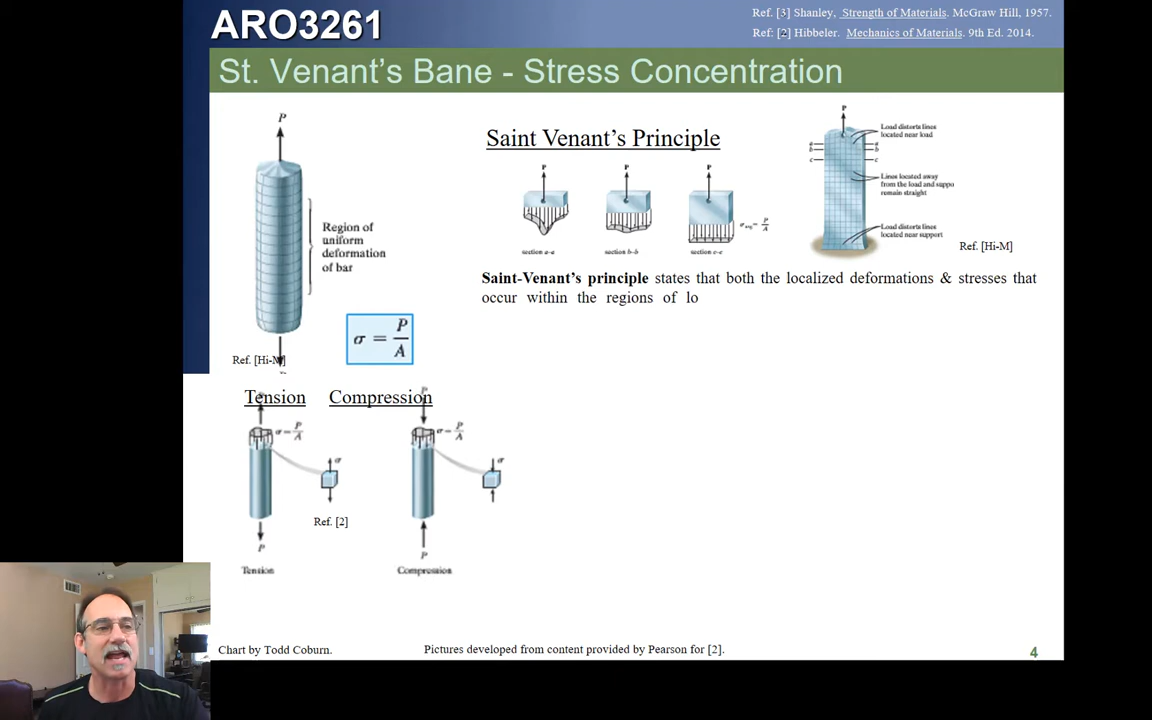 ARO3261
Ref. [3] Shanley, Strength of Materials. McGraw Hill, 1957.
Ref: [2] Hibbeler. Mechanics of Materials. 9th Ed. 2014.
St. Venant's Bane - Stress Concentration
P
Region of
uniform
deformation
of bar
σ = P/A
Ref. [Hi-M]
Saint Venant's Principle
P
P
P
section a-a
section b-b
section c-c
σavg = P/A
P
Load distorts lines
located near load
a a
b b
c c
Lines located away
from the load and suppo
remain straight
Load distorts lines
located near support
Ref. [Hi-M]
Saint-Venant's principle states that both the localized deformations & stresses that
occur within the regions of lo
Tension
Compression
σ = P/A
σ
P
Tension
Ref. [2]
σ = P/A
σ
P
Compression
Chart by Todd Coburn.
Pictures developed from content provided by Pearson for [2].
4